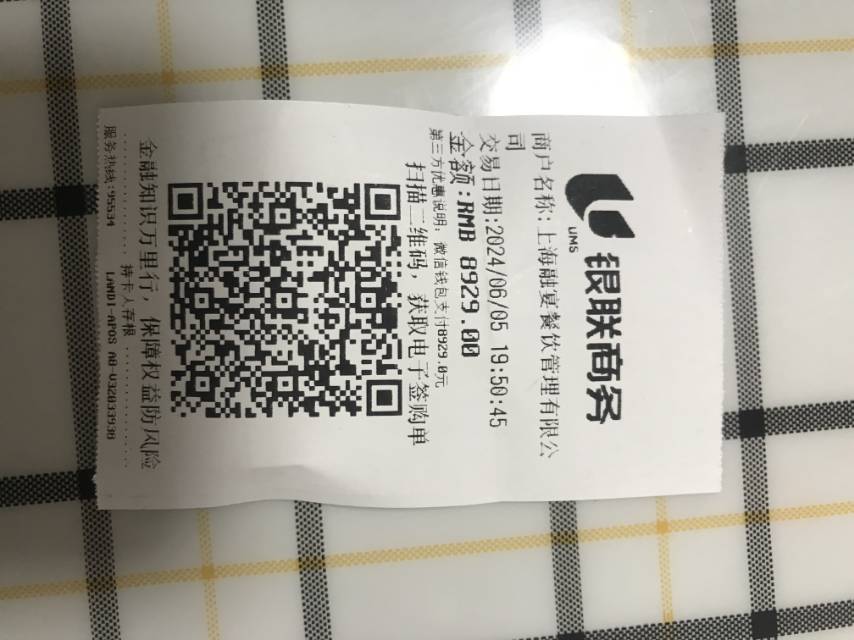 UMS
银联商务
商户名称:上海融宴餐饮管理有限公
司
交易日期:2024/06/05 19:50:45
金额:RMB 8929.00
第三方优惠说明: 微信钱包支付8929.0元
扫描二维码, 获取电子签购单
金融知识万里行, 保障权益防风险
持卡人存根
服务热线:95534 LANDI-APOS A8-U32033938